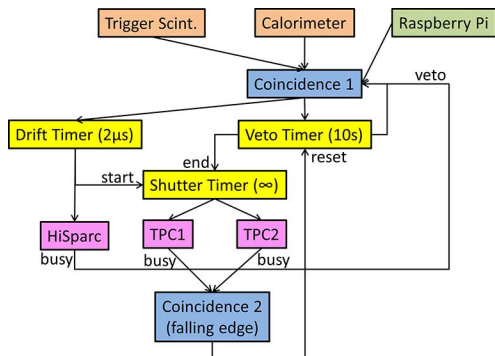 Trigger Scint.
Calorimeter
Raspberry Pi
Coincidence 1
veto
Drift Timer (2µs)
Veto Timer (10s)
end
reset
start
Shutter Timer (∞)
HiSparc
TPC1
TPC2
busy
busy
busy
Coincidence 2
(falling edge)